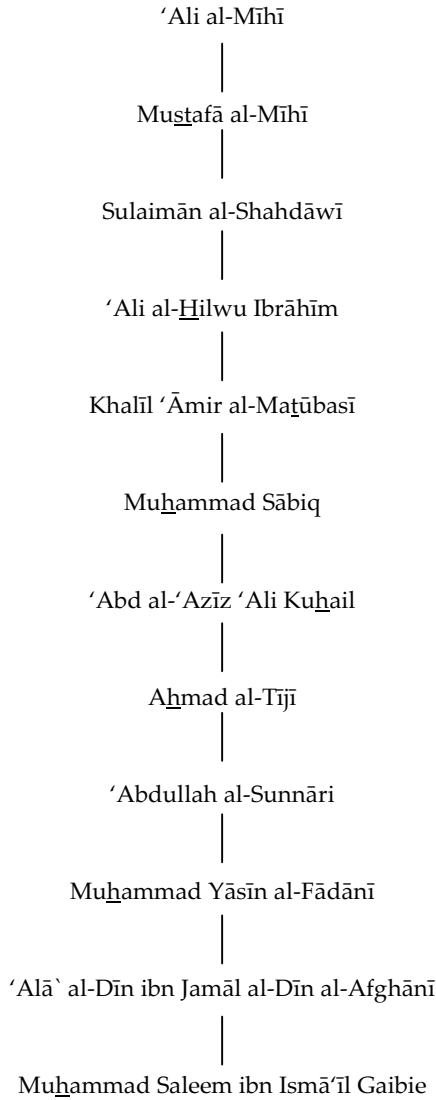 ‘Ali al-Mīhī
Mustafā al-Mīhī
Sulaimān al-Shahdāwī
‘Ali al-Hilwu Ibrāhīm
Khalīl ‘Āmir al-Matūbasī
Muhammad Sābiq
‘Abd al-‘Azīz ‘Ali Kuhail
Ahmad al-Tījī
‘Abdullah al-Sunnāri
Muhammad Yāsīn al-Fādānī
‘Alā` al-Dīn ibn Jamāl al-Dīn al-Afghānī
Muhammad Saleem ibn Ismā‘īl Gaibie